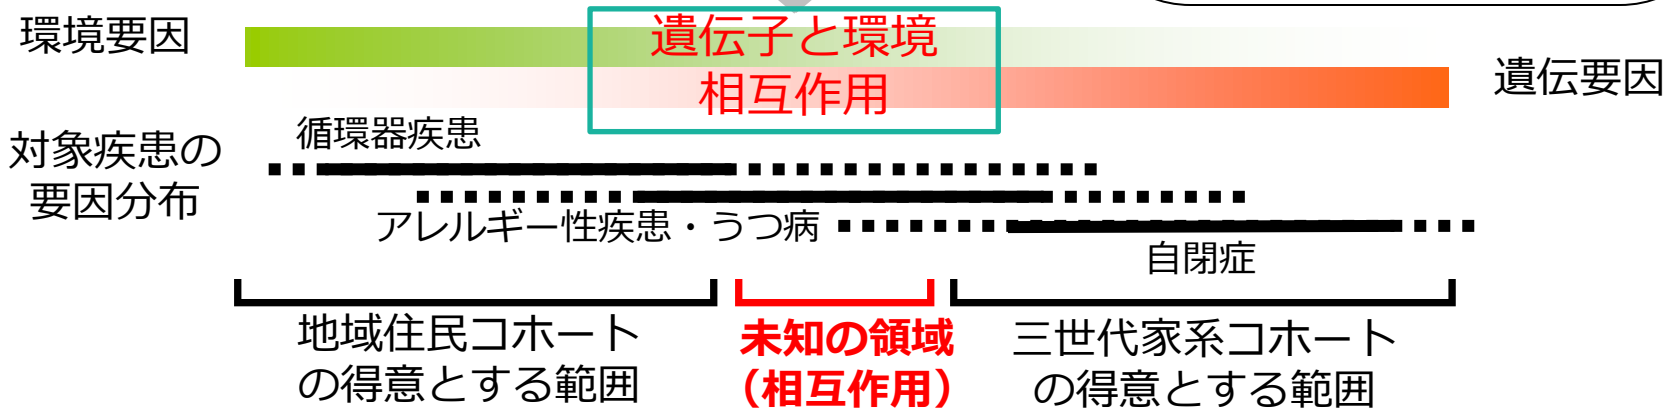 環境要因
遺伝子と環境
相互作用
遺伝要因
対象疾患の
要因分布
循環器疾患
アレルギー性疾患・うつ病
自閉症
地域住民コホート
の得意とする範囲
未知の領域
（相互作用）
三世代家系コホート
の得意とする範囲